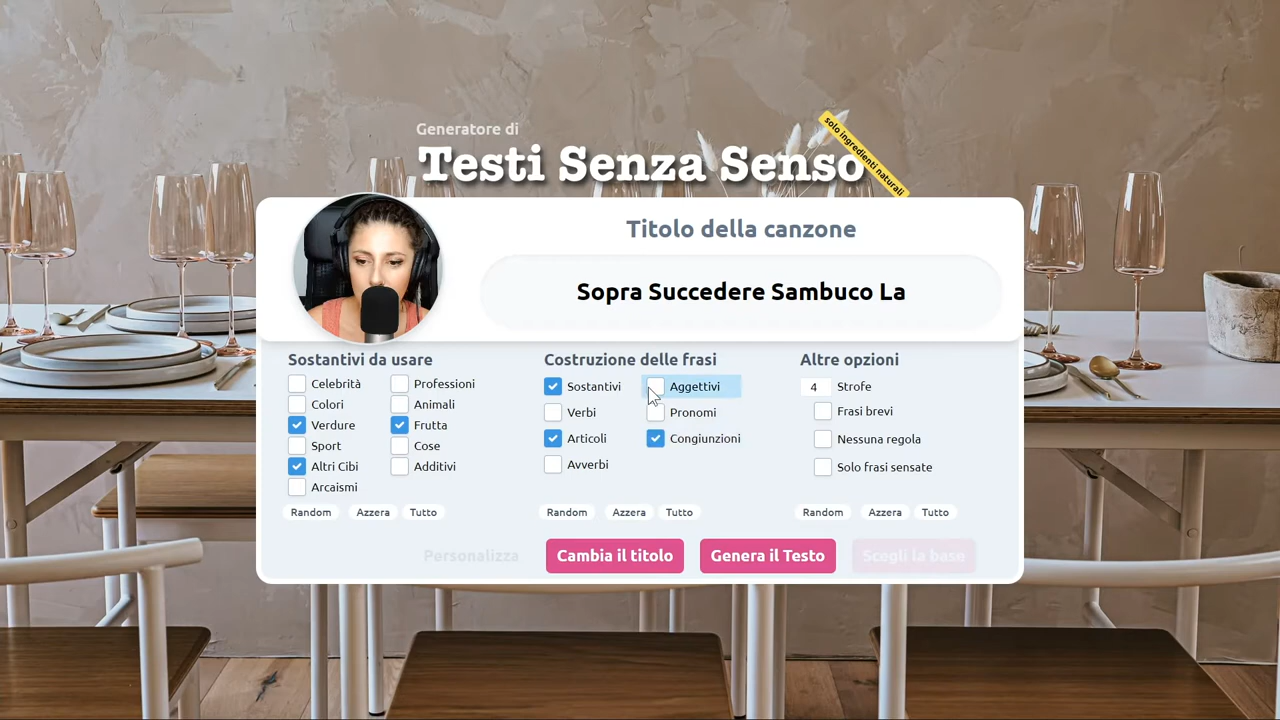 Generatore di
Testi Senza Senso
solo ingredienti naturali
Titolo della canzone
Sopra Succedere Sambuco La
Sostantivi da usare
Celebrità
Professioni
Colori
Animali
Verdure
Frutta
Sport
Cose
Altri Cibi
Additivi
Arcaismi
Random Azzera Tutto
Costruzione delle frasi
Sostantivi
Aggettivi
Verbi
Pronomi
Articoli
Congiunzioni
Avverbi
Random Azzera Tutto
Altre opzioni
4 Strofe
Frasi brevi
Nessuna regola
Solo frasi sensate
Random Azzera Tutto
Personalizza
Cambia il titolo
Genera il Testo
Scegli la base